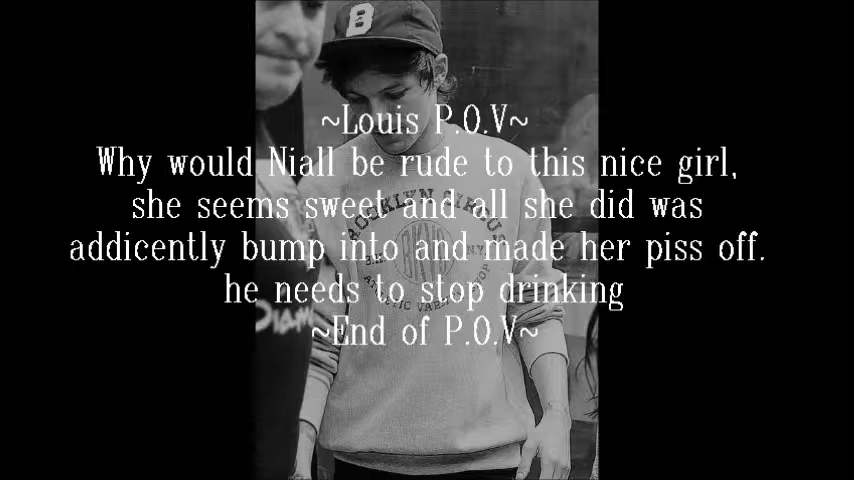 ~Louis P.O.V~
Why would Niall be rude to this nice girl,
she seems sweet and all she did was
addicently bump into and made her piss off.
he needs to stop drinking
~End of P.O.V~
B